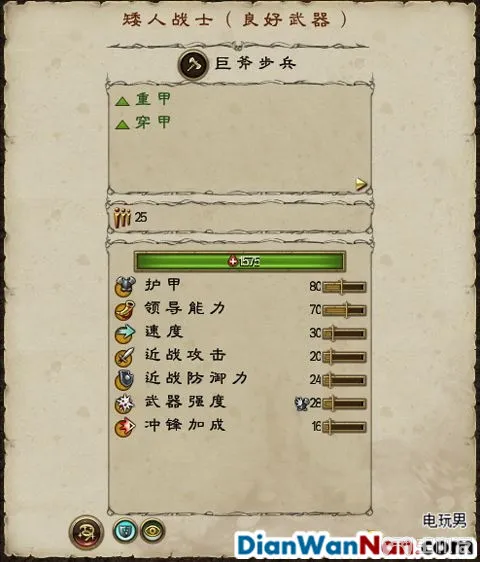 矮人战士（良好武器）
巨斧步兵
重甲
穿甲
25
1575
护甲 80
领导能力 70
速度 30
近战攻击 20
近战防御力 24
武器强度 28
冲锋加成 16
电玩男
DianWanNan.com